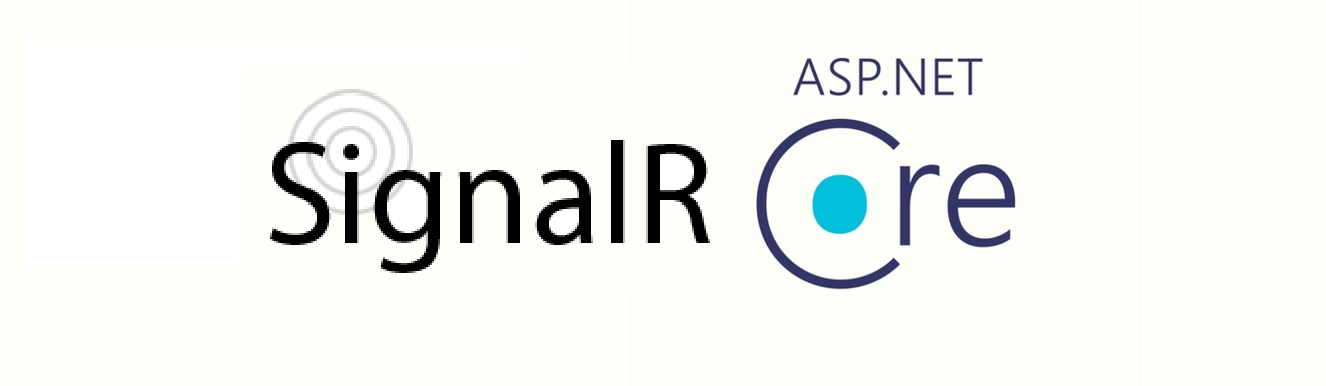 SignalR
ASP.NET
Core